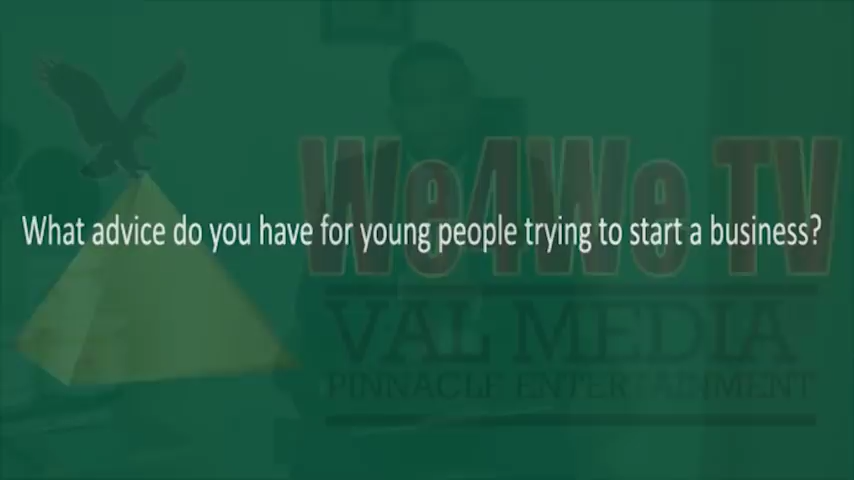 We4We TV
What advice do you have for young people trying to start a business?
VAL MEDIA
PINNACLE ENTERTAINMENT